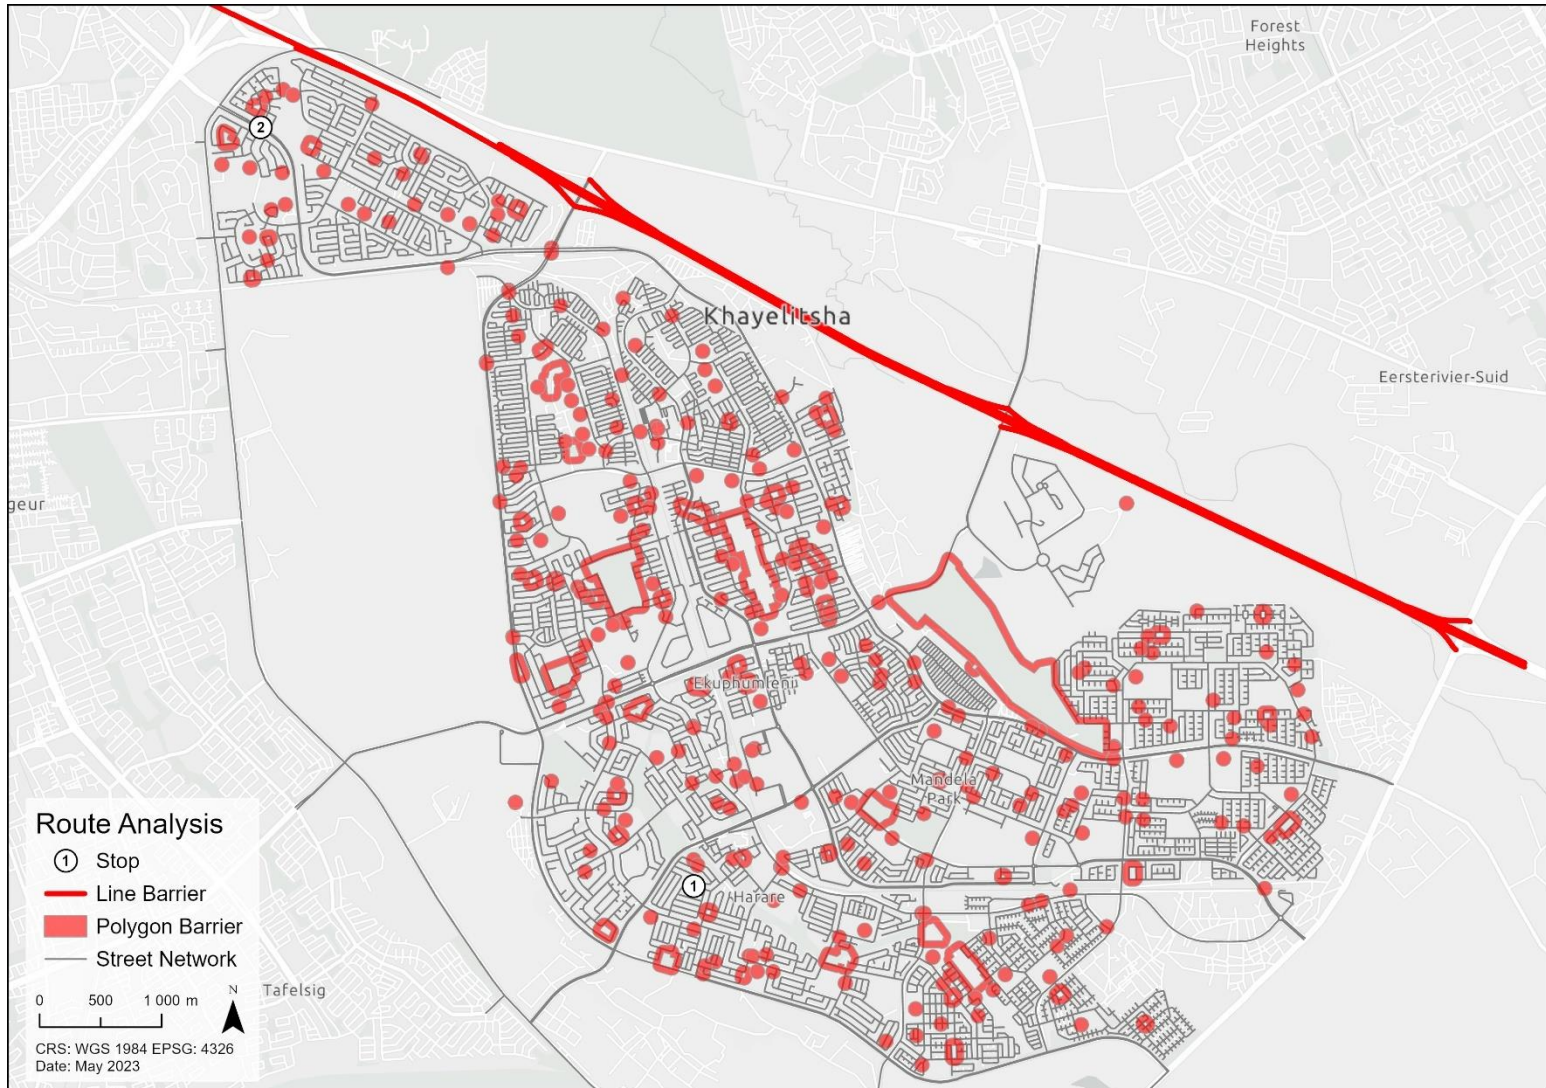 Forest
Heights
2
Khayelitsha
Eersterivier-Suid
geur
Ekuphumleni
Mandela
Park
1
Harare
Tafelsig
Route Analysis
1 Stop
Line Barrier
Polygon Barrier
Street Network
0 500 1 000 m
N
CRS: WGS 1984 EPSG: 4326
Date: May 2023